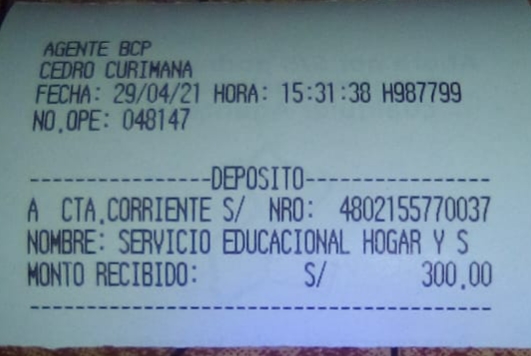 AGENTE BCP
CEDRO CURIMANA
FECHA: 29/04/21 HORA: 15:31:38 H987799
NO.OPE: 048147
----------------DEPOSITO----------------
A CTA.CORRIENTE S/ NRO: 4802155770037
NOMBRE: SERVICIO EDUCACIONAL HOGAR Y S
MONTO RECIBIDO: S/ 300.00
----------------------------------------